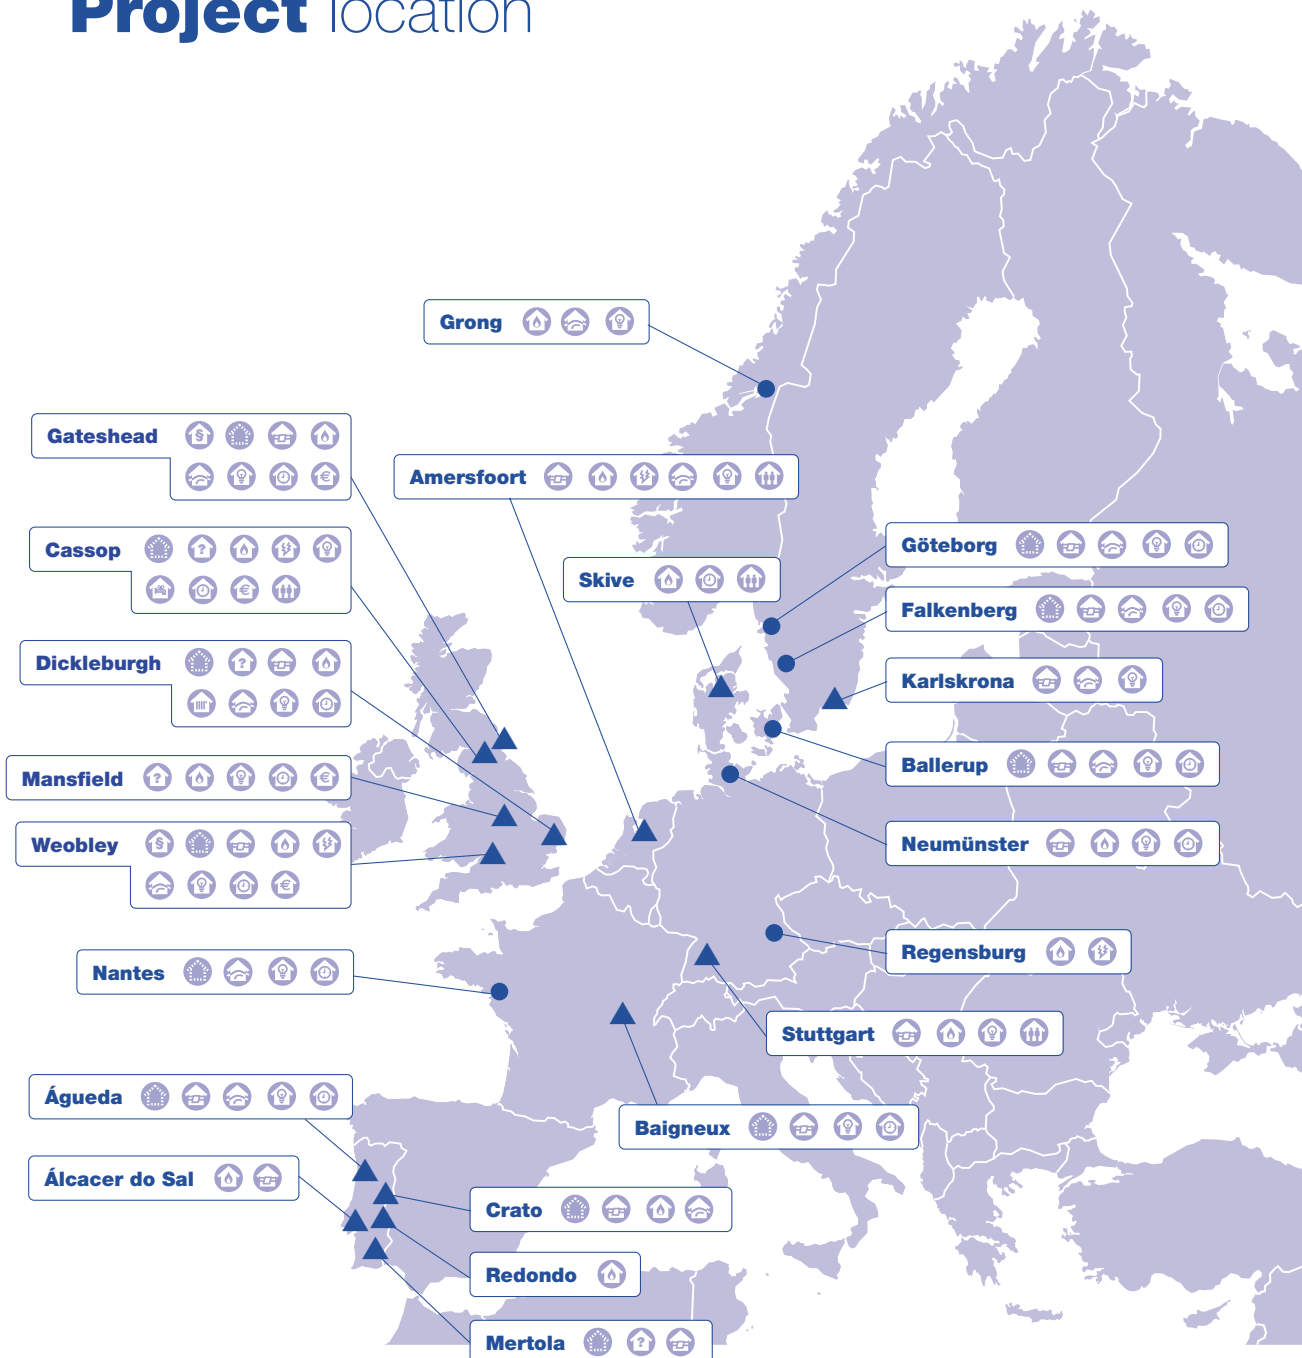 Project location
Grong
Gateshead
Amersfoort
Cassop
Göteborg
Skive
Falkenberg
Dickleburgh
Karlskrona
Mansfield
Ballerup
Weobley
Neumünster
Nantes
Regensburg
Stuttgart
Águeda
Baigneux
Álcacer do Sal
Crato
Redondo
Mertola